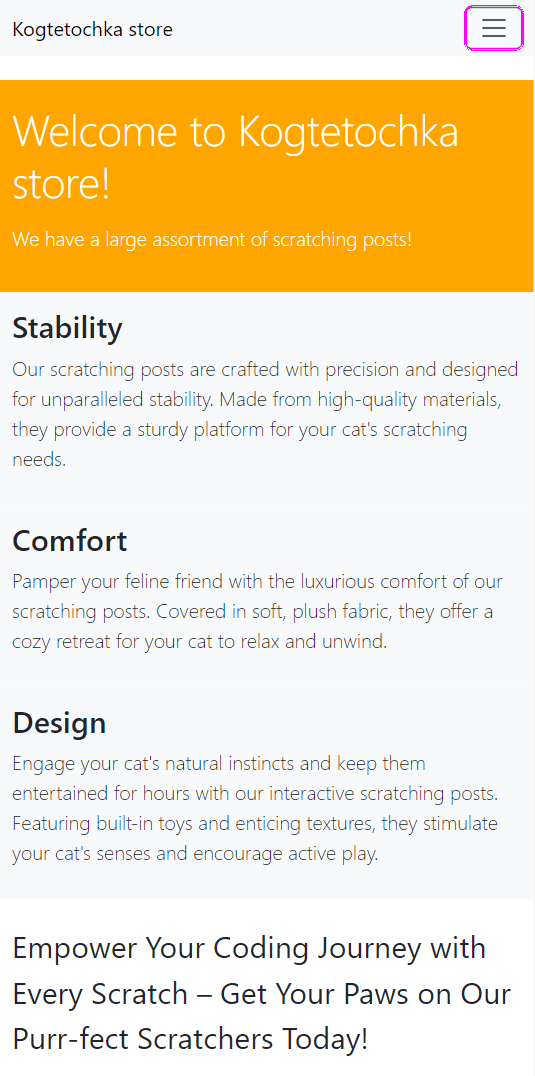 Kogtetochka store
Welcome to Kogtetochka
store!
We have a large assortment of scratching posts!
Stability
Our scratching posts are crafted with precision and designed
for unparalleled stability. Made from high-quality materials,
they provide a sturdy platform for your cat's scratching
needs.
Comfort
Pamper your feline friend with the luxurious comfort of our
scratching posts. Covered in soft, plush fabric, they offer a
cozy retreat for your cat to relax and unwind.
Design
Engage your cat's natural instincts and keep them
entertained for hours with our interactive scratching posts.
Featuring built-in toys and enticing textures, they stimulate
your cat's senses and encourage active play.
Empower Your Coding Journey with
Every Scratch – Get Your Paws on Our
Purr-fect Scratchers Today!